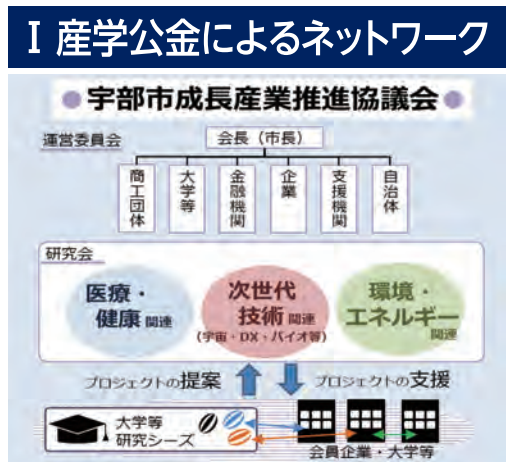 Ⅰ 産学公金によるネットワーク
●宇部市成長産業推進協議会●
運営委員会
会長（市長）
商工団体
大学等
金融機関
企業
支援機関
自治体
研究会
医療・
健康 関連
次世代
技術 関連
(宇宙・DX・バイオ等)
環境・
エネルギー
関連
プロジェクトの提案
プロジェクトの支援
大学等
研究シーズ
会員企業・大学等